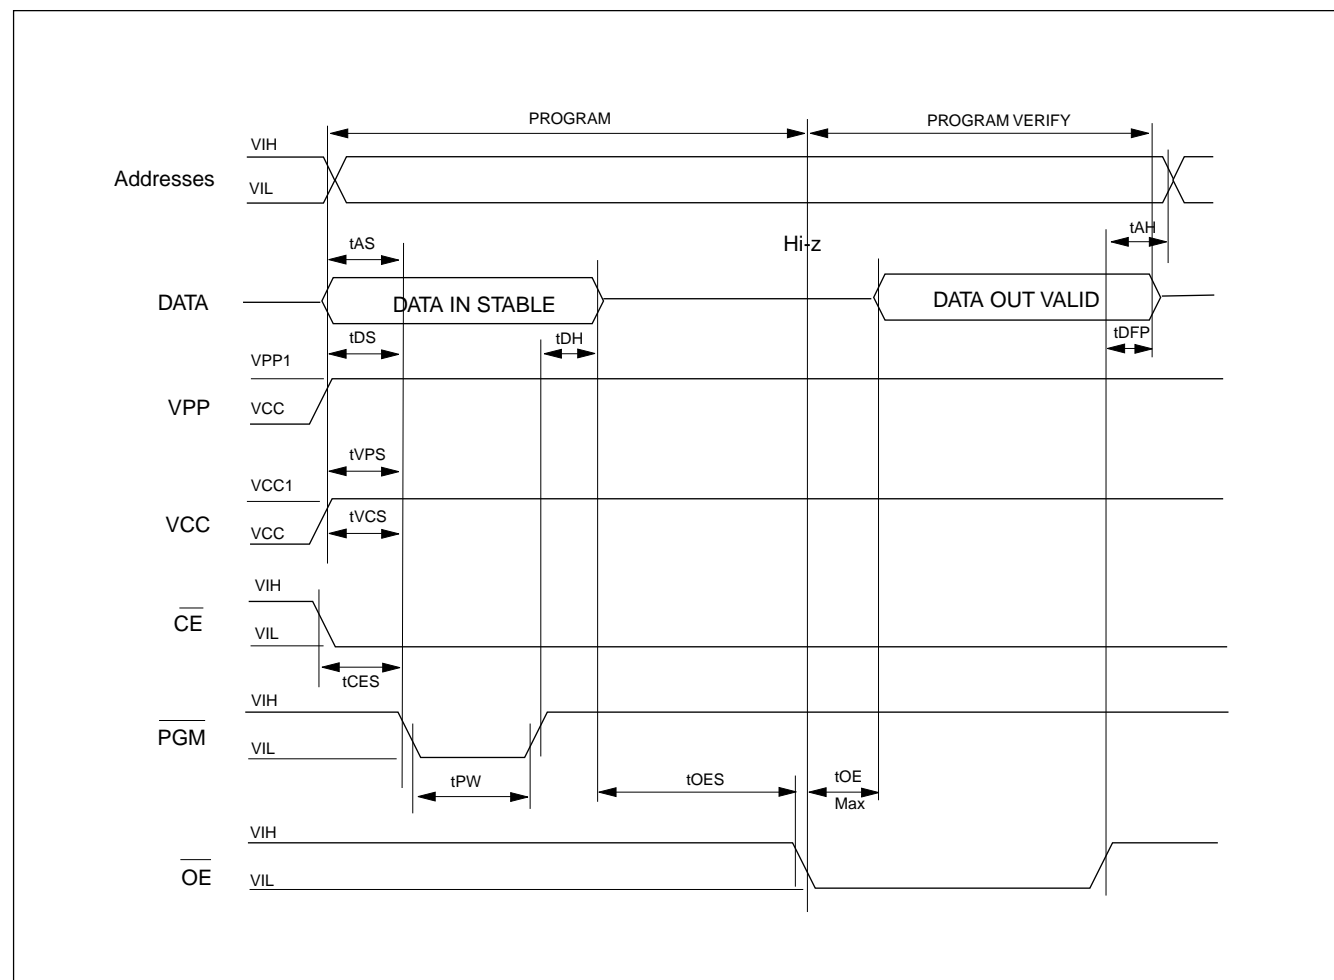 PROGRAM
PROGRAM VERIFY
VIH
Addresses
VIL
tAS
Hi-z
tAH
DATA
DATA IN STABLE
DATA OUT VALID
tDS
tDH
tDFP
VPP1
VPP
VCC
tVPS
VCC1
VCC
VCC
tVCS
VIH
CE
VIL
tCES
VIH
PGM
VIL
tPW
tOES
tOE
Max
VIH
OE
VIL